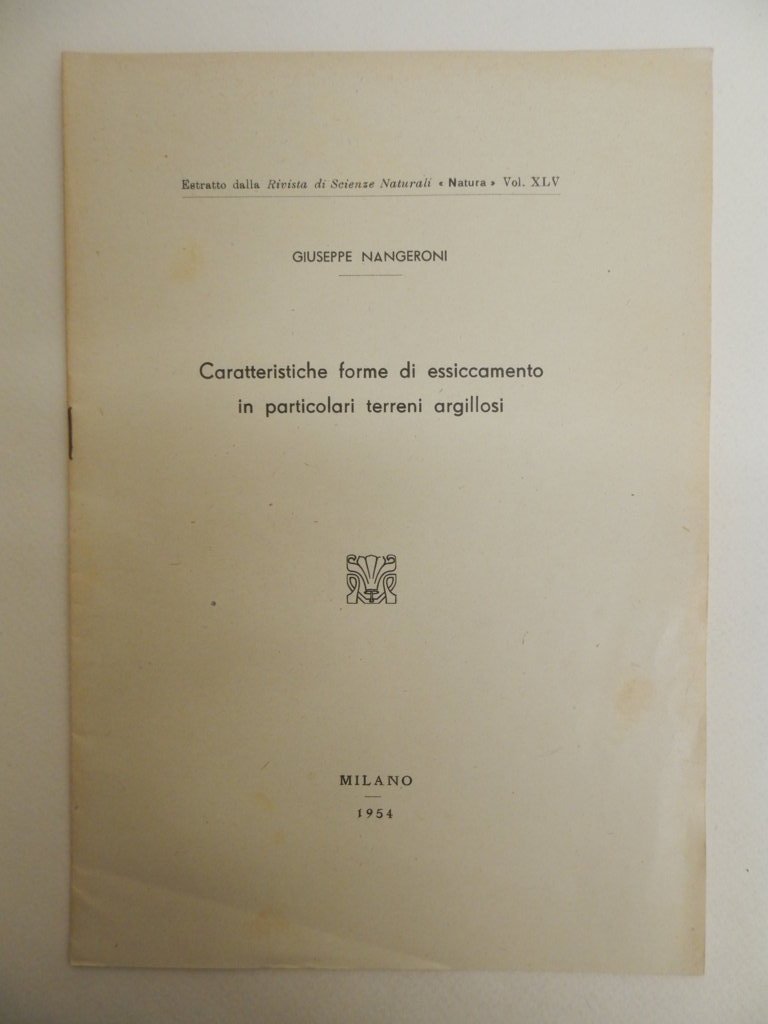 Estratto dalla Rivista di Scienze Naturali « Natura » Vol. XLV
GIUSEPPE NANGERONI
Caratteristiche forme di essiccamento
in particolari terreni argillosi
MILANO
1954